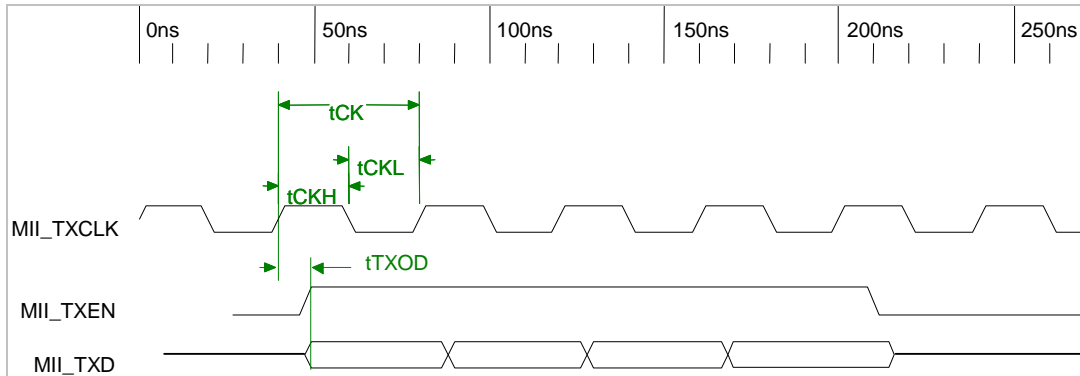 0ns 50ns 100ns 150ns 200ns 250ns
tCK
tCKL
tCKH
MII_TXCLK
tTXOD
MII_TXEN
MII_TXD